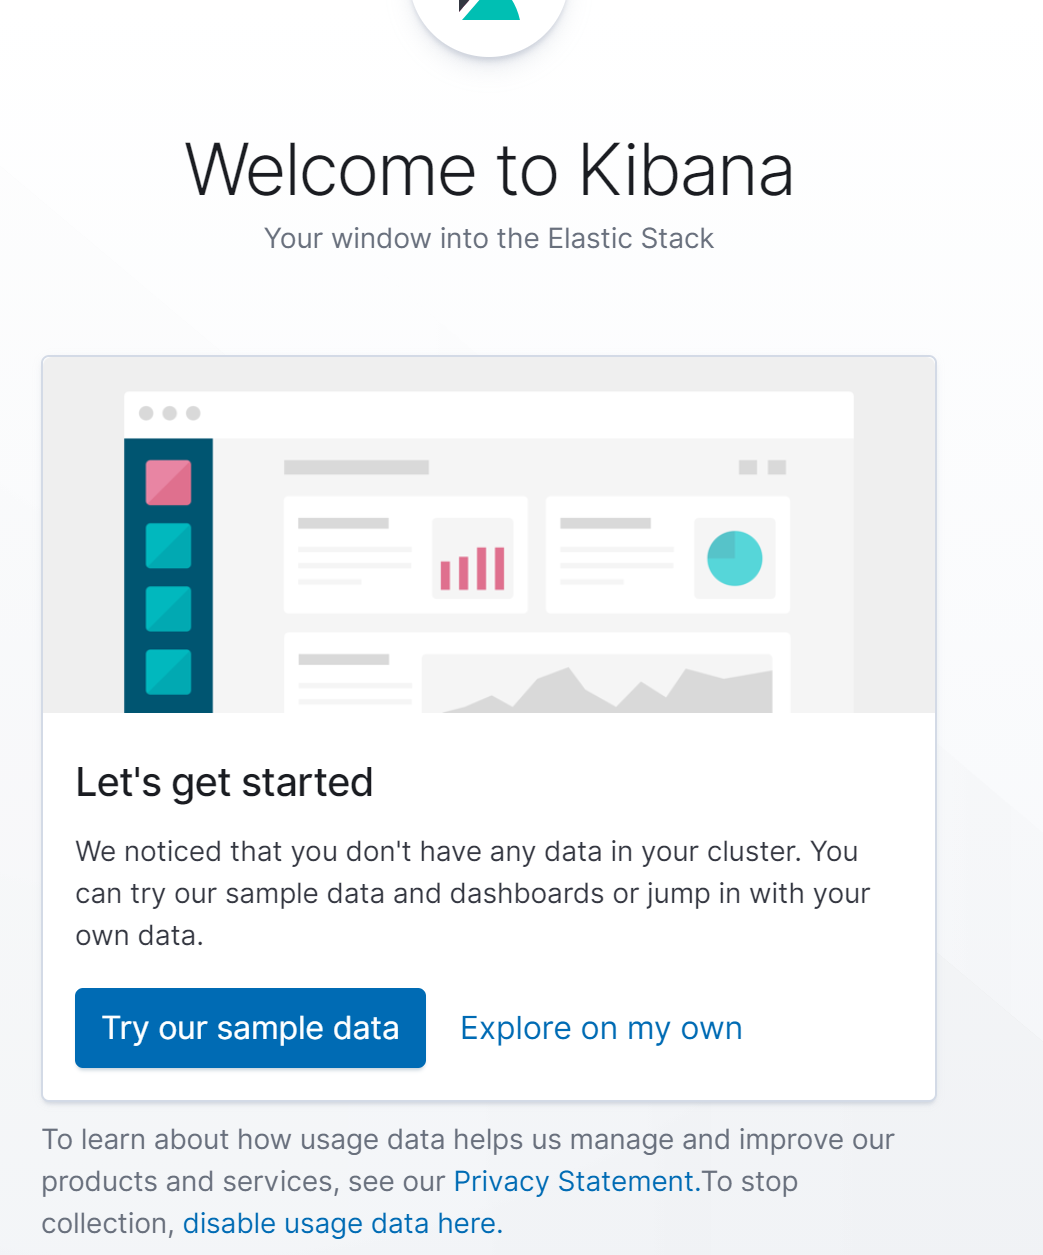 Welcome to Kibana
Your window into the Elastic Stack
Let's get started
We noticed that you don't have any data in your cluster. You
can try our sample data and dashboards or jump in with your
own data.
Try our sample data
Explore on my own
To learn about how usage data helps us manage and improve our
products and services, see our Privacy Statement.To stop
collection, disable usage data here.